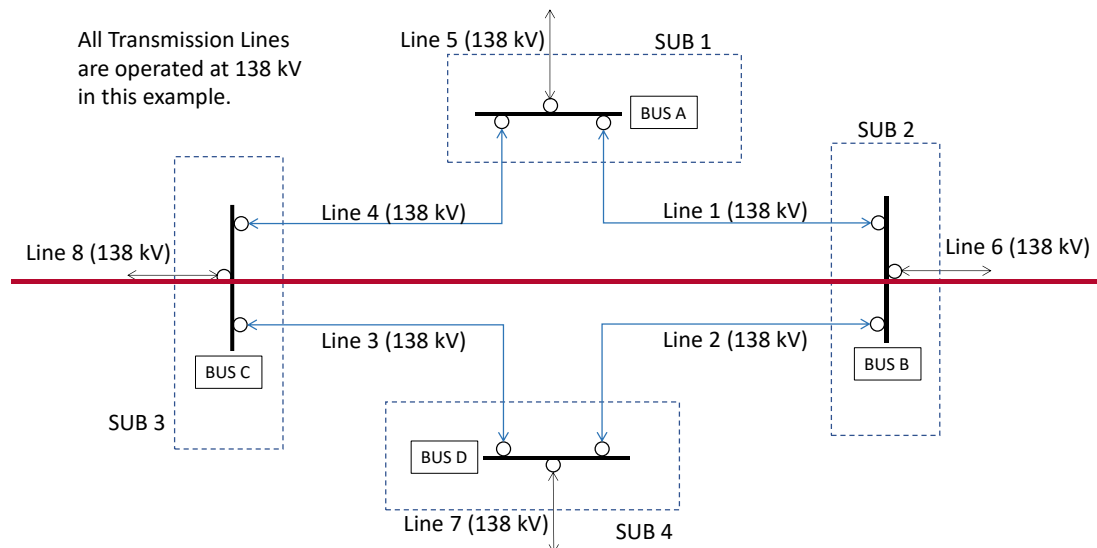 All Transmission Lines
are operated at 138 kV
in this example.
Line 5 (138 kV)
SUB 1
BUS A
SUB 2
Line 4 (138 kV)
Line 1 (138 kV)
Line 8 (138 kV)
Line 6 (138 kV)
Line 3 (138 kV)
Line 2 (138 kV)
BUS C
BUS B
SUB 3
BUS D
Line 7 (138 kV)
SUB 4